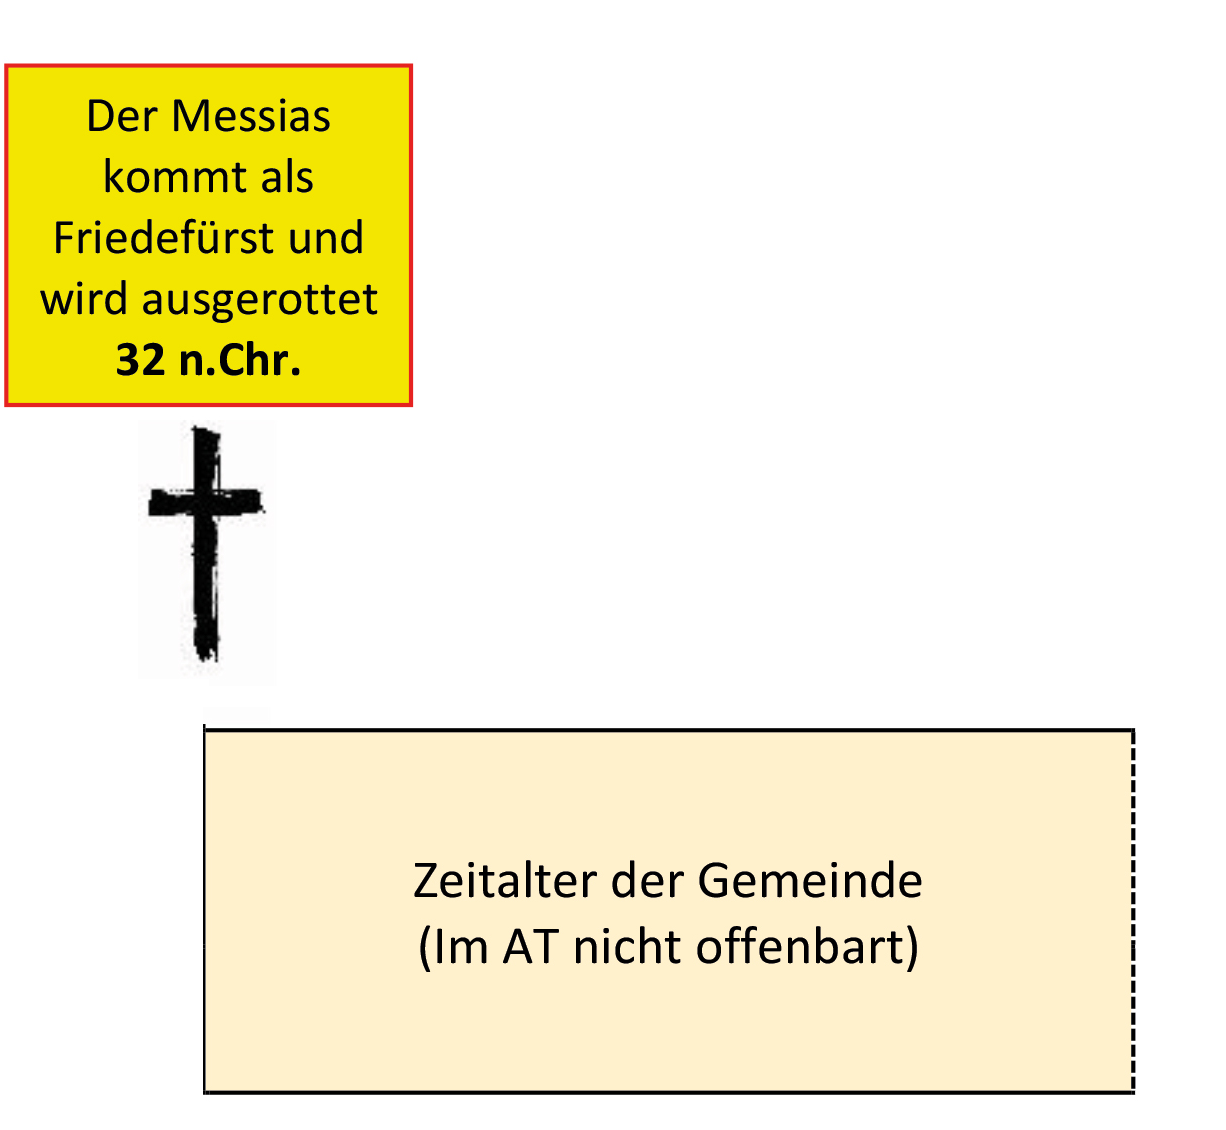 Der Messias
kommt als
Friedefürst und
wird ausgerottet
32 n.Chr.
Zeitalter der Gemeinde
(Im AT nicht offenbart)